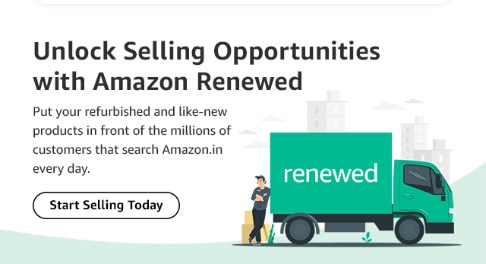 Unlock Selling Opportunities
with Amazon Renewed
Put your refurbished and like-new
products in front of the millions of
customers that search Amazon.in
every day.
renewed
Start Selling Today